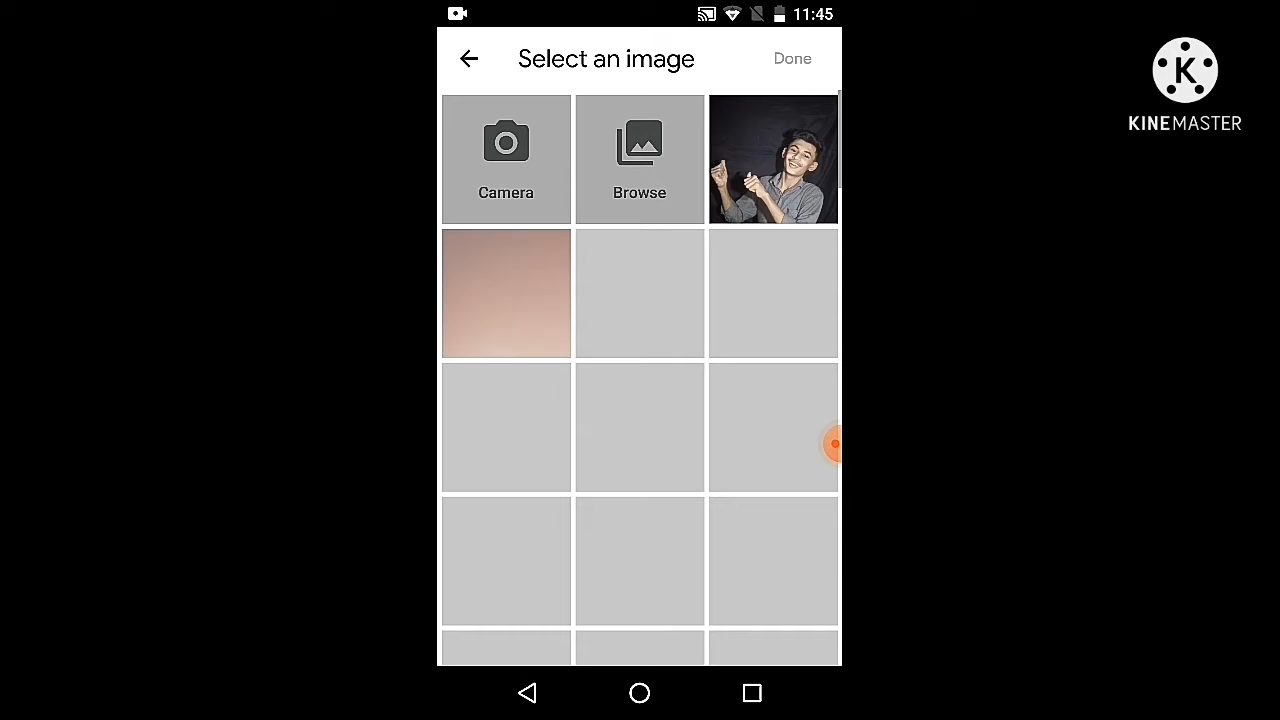 11:45
Select an image
Done
Camera
Browse
K
KINEMASTER